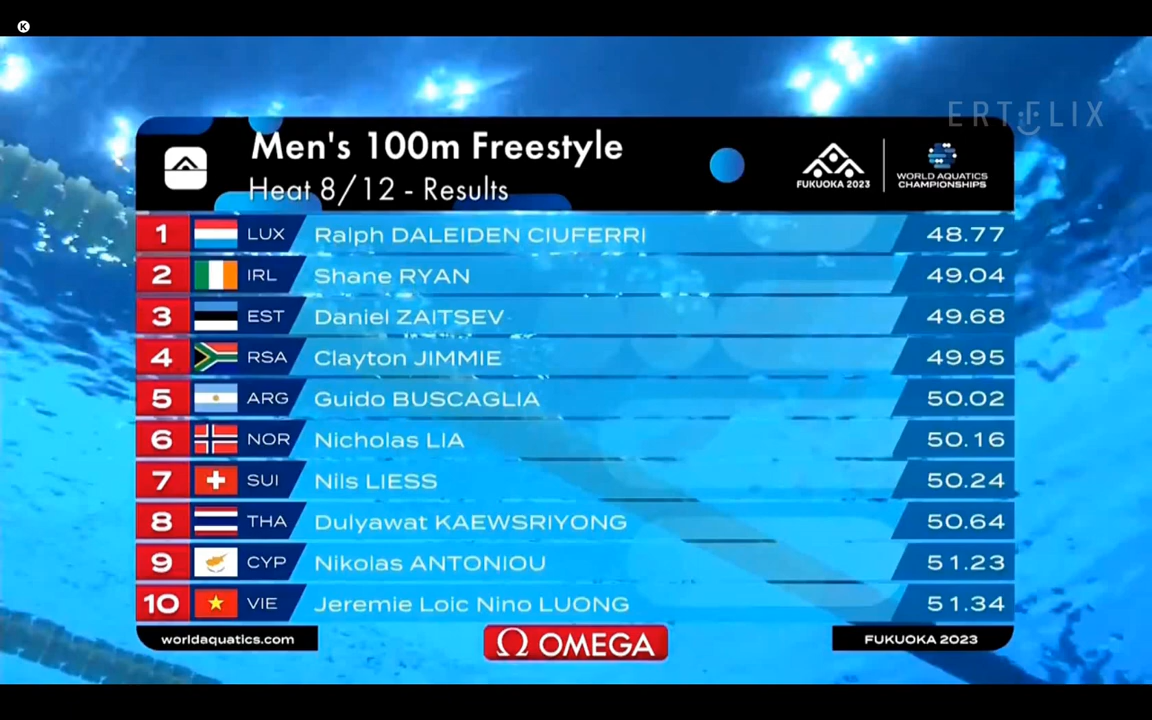 K
ERTFLIX
Men's 100m Freestyle
Heat 8/12 - Results
FUKUOKA 2023
WORLD AQUATICS
CHAMPIONSHIPS
1 LUX Ralph DALEIDEN CIUFERRI 48.77
2 IRL Shane RYAN 49.04
3 EST Daniel ZAITSEV 49.68
4 RSA Clayton JIMMIE 49.95
5 ARG Guido BUSCAGLIA 50.02
6 NOR Nicholas LIA 50.16
7 SUI Nils LIESS 50.24
8 THA Dulyawat KAEWSRIYONG 50.64
9 CYP Nikolas ANTONIOU 51.23
10 VIE Jeremie Loic Nino LUONG 51.34
worldaquatics.com Ω OMEGA FUKUOKA 2023